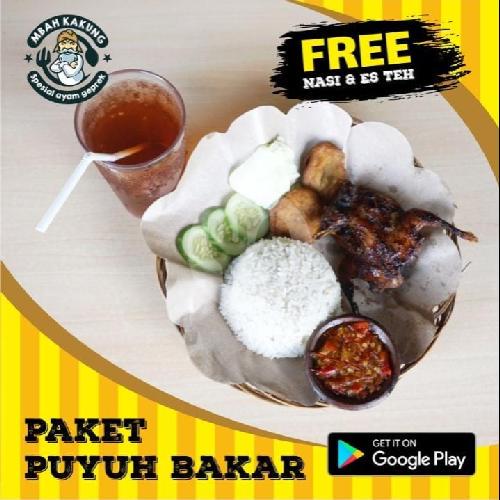 MBAH KAKUNG
Spesial ayam geprek
FREE
NASI & ES TEH
PAKET
PUYUH BAKAR
GET IT ON
Google Play